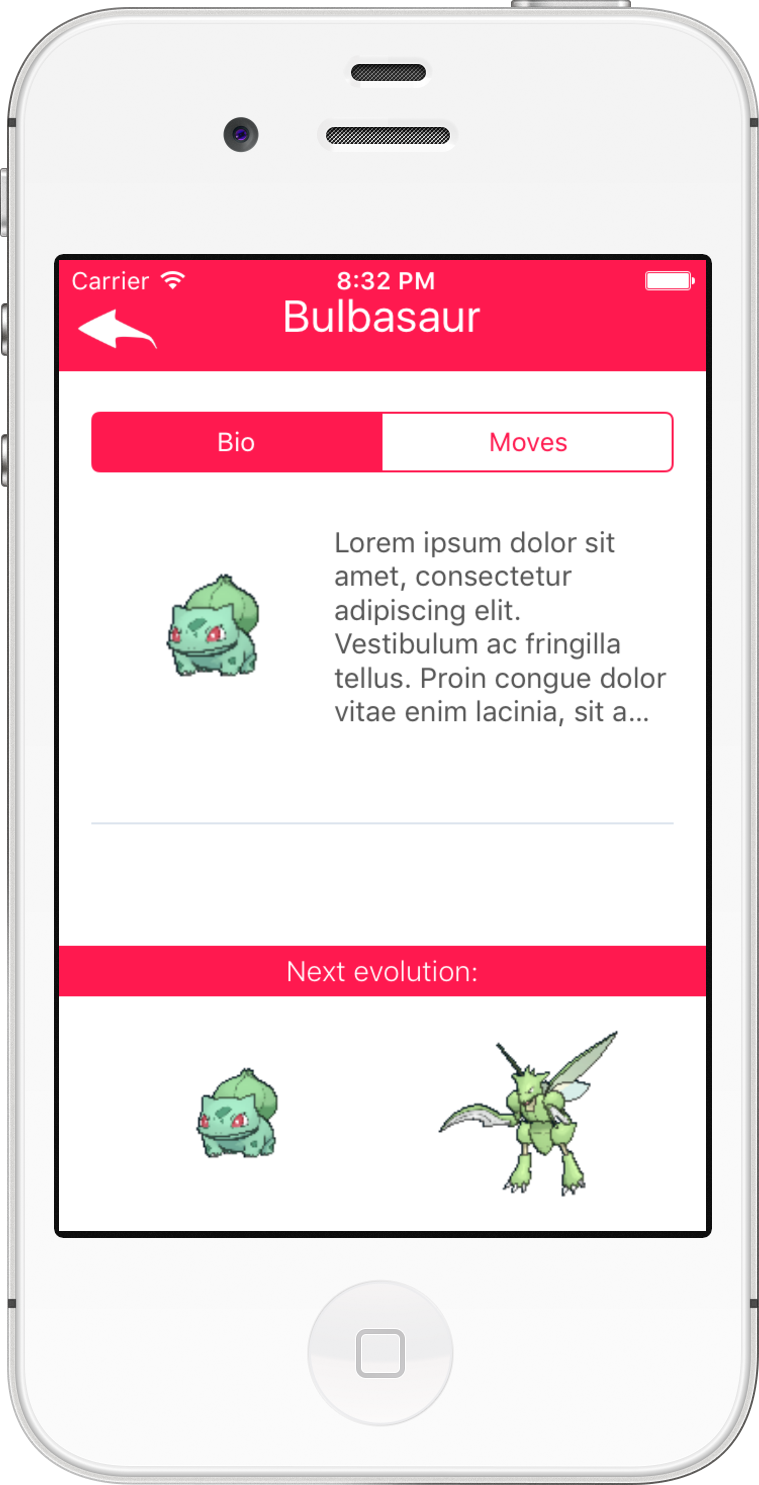 Carrier 8:32 PM
Bulbasaur
Bio Moves
Lorem ipsum dolor sit
amet, consectetur
adipiscing elit.
Vestibulum ac fringilla
tellus. Proin congue dolor
vitae enim lacinia, sit a...
Next evolution: